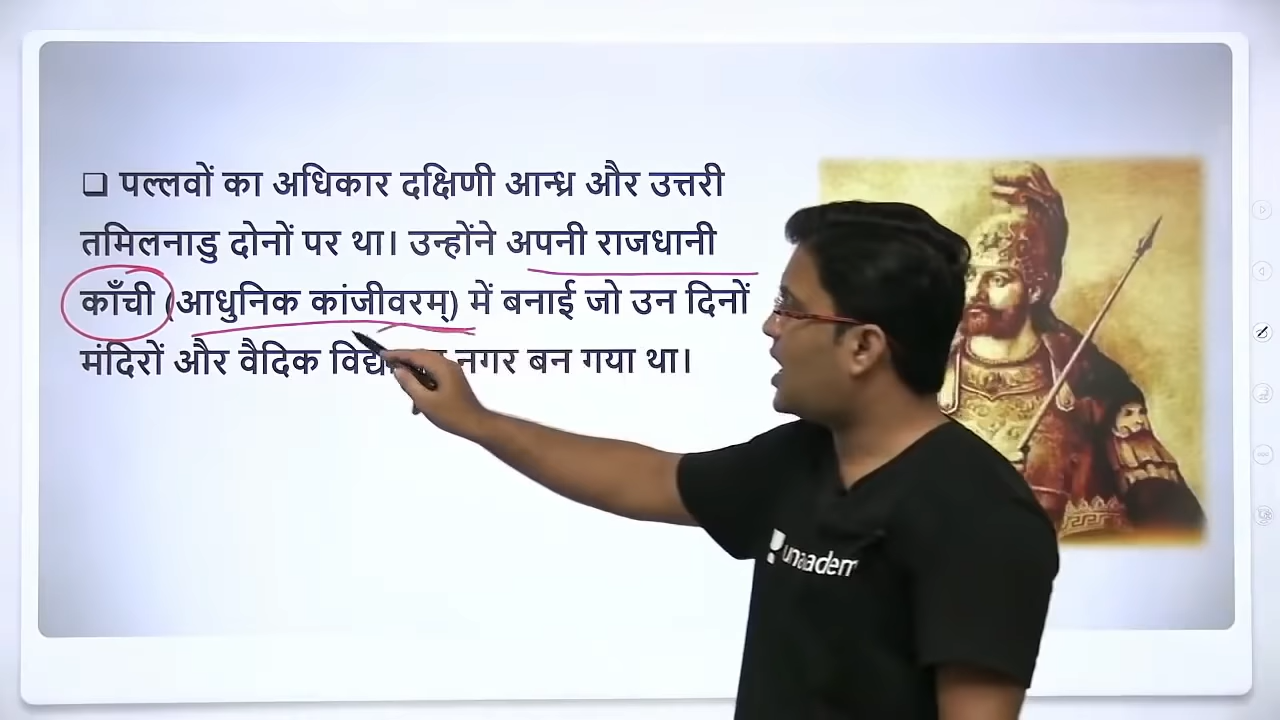 ❑ पल्लवों का अधिकार दक्षिणी आन्ध्र और उत्तरी
तमिलनाडु दोनों पर था। उन्होंने अपनी राजधानी
काँची (आधुनिक कांजीवरम्) में बनाई जो उन दिनों
मंदिरों और वैदिक नगर बन गया था।